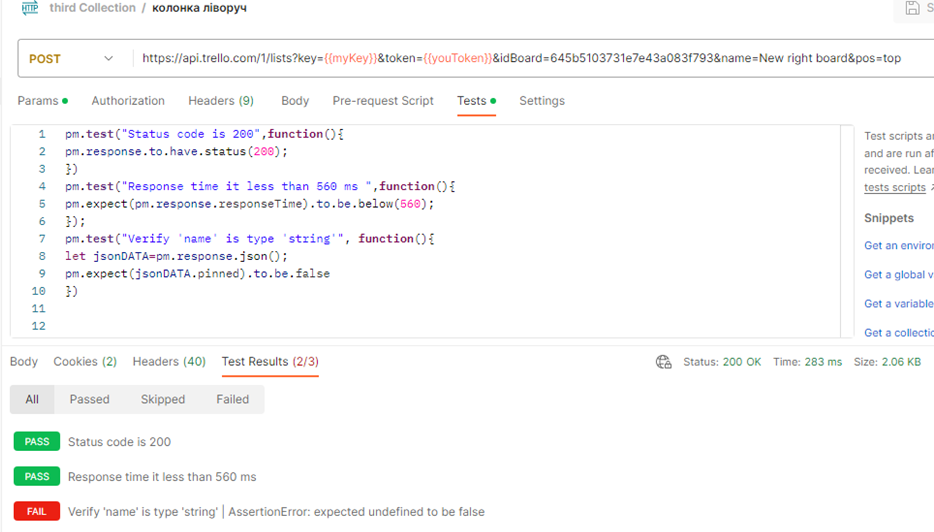 HTTP third Collection / колонка ліворуч
POST https://api.trello.com/1/lists?key={{myKey}}&token={{youToken}}&idBoard=645b5103731e7e43a083f793&name=New right board&pos=top
Params Authorization Headers (9) Body Pre-request Script Tests Settings
1 pm.test("Status code is 200",function(){
2 pm.response.to.have.status(200);
3 })
4 pm.test("Response time it less than 560 ms ",function(){
5 pm.expect(pm.response.responseTime).to.be.below(560);
6 });
7 pm.test("Verify 'name' is type 'string'", function(){
8 let jsonDATA=pm.response.json();
9 pm.expect(jsonDATA.pinned).to.be.false
10 })
11
12
Test scripts a
and are run af
received. Lear
tests scripts
Snippets
Get an environ
Get a global v
Get a variable
Get a collectio
Body Cookies (2) Headers (40) Test Results (2/3) Status: 200 OK Time: 283 ms Size: 2.06 KB
All Passed Skipped Failed
PASS Status code is 200
PASS Response time it less than 560 ms
FAIL Verify 'name' is type 'string' | AssertionError: expected undefined to be false